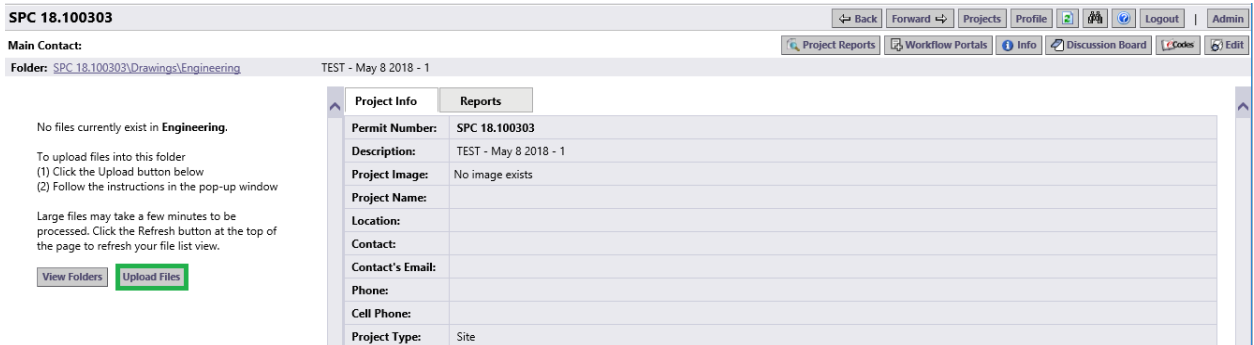 SPC 18.100303
Back Forward Projects Profile Logout | Admin
Main Contact:
Project Reports Workflow Portals Info Discussion Board Codes Edit
Folder: SPC 18.100303\Drawings\Engineering TEST - May 8 2018 - 1
Project Info Reports
No files currently exist in Engineering.
To upload files into this folder
(1) Click the Upload button below
(2) Follow the instructions in the pop-up window
Large files may take a few minutes to be
processed. Click the Refresh button at the top of
the page to refresh your file list view.
View Folders Upload Files
Permit Number: SPC 18.100303
Description: TEST - May 8 2018 - 1
Project Image: No image exists
Project Name:
Location:
Contact:
Contact's Email:
Phone:
Cell Phone:
Project Type: Site